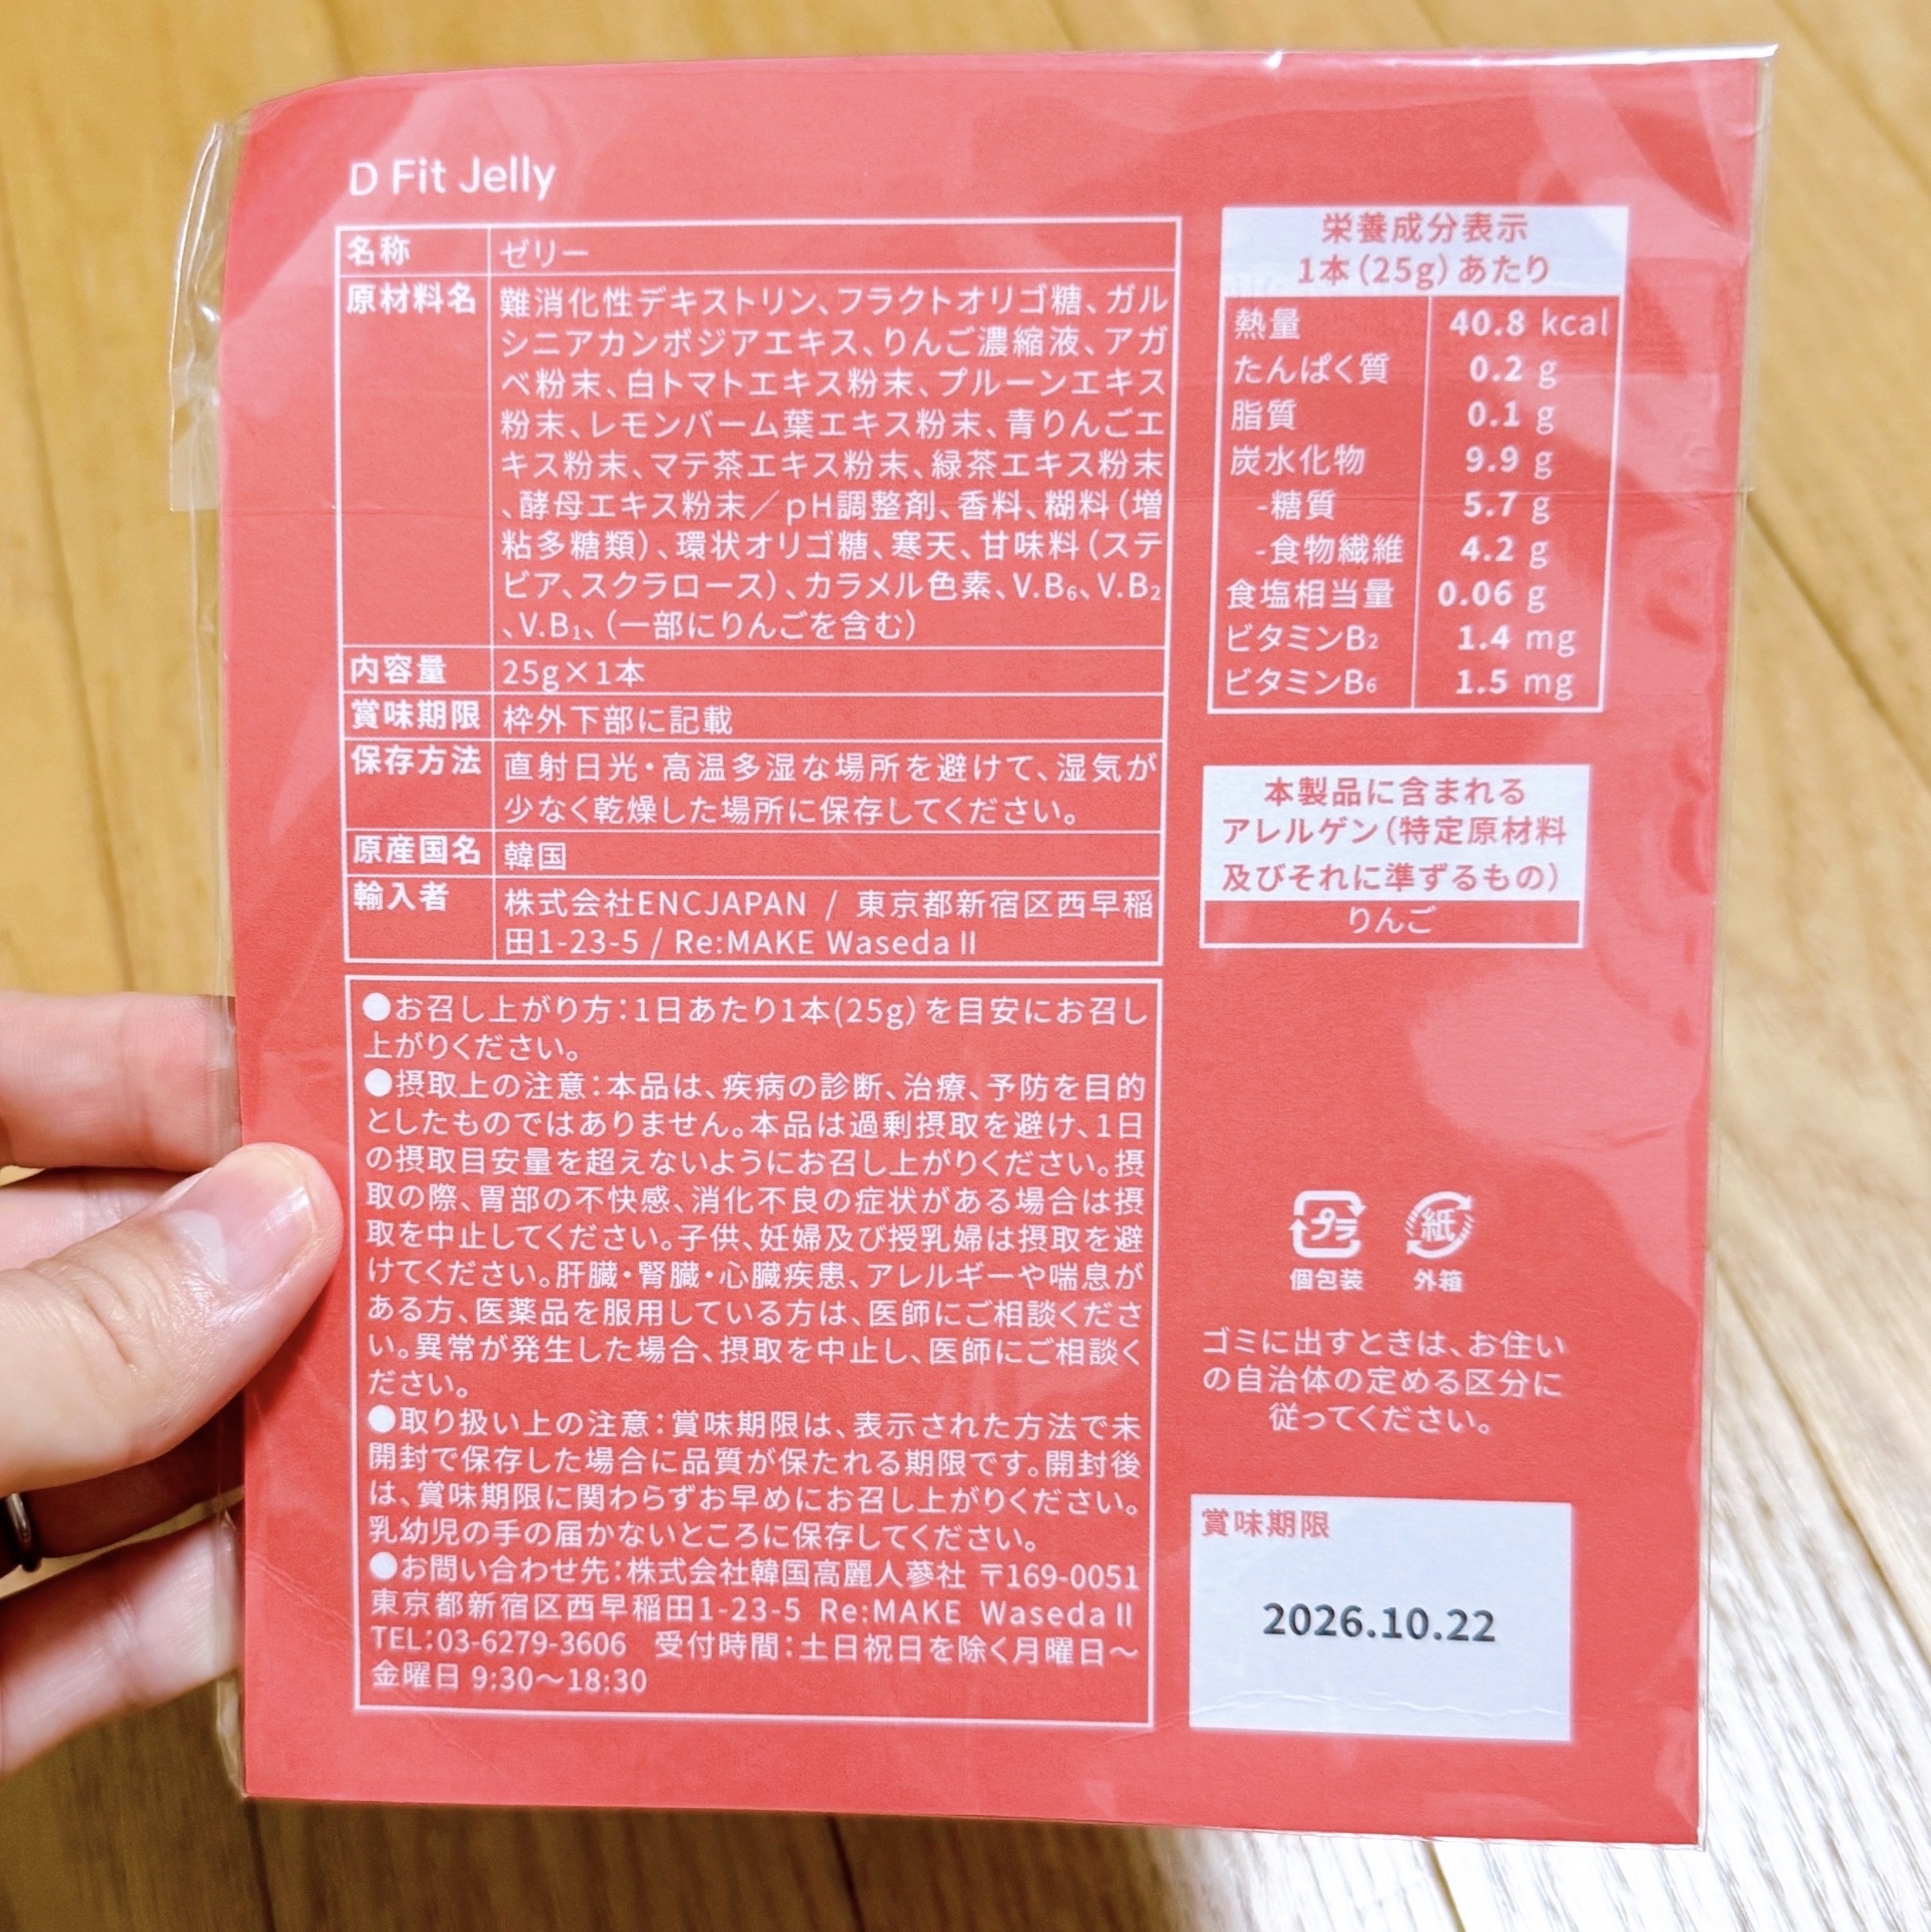 D Fit Jelly
名称 ゼリー
原材料名 難消化性デキストリン、フラクトオリゴ糖、ガル
シニアカンボジアエキス、りんご濃縮液、アガ
ベ粉末、白トマトエキス粉末、プルーンエキス
粉末、レモンバーム葉エキス粉末、青りんごエ
キス粉末、マテ茶エキス粉末、緑茶エキス粉末
、酵母エキス粉末／pH調整剤、香料、糊料（増
粘多糖類）、環状オリゴ糖、寒天、甘味料（ステ
ビア、スクラロース）、カラメル色素、V.B₆、V.B₂
、V.B₁、（一部にりんごを含む）
内容量 25g×1本
賞味期限 枠外下部に記載
保存方法 直射日光・高温多湿な場所を避けて、湿気が
少なく乾燥した場所に保存してください。
原産国名 韓国
輸入者 株式会社ENCJAPAN / 東京都新宿区西早稲
田1-23-5 / Re:MAKE Waseda II
●お召し上がり方：1日あたり1本(25g)を目安にお召し
上がりください。
●摂取上の注意：本品は、疾病の診断、治療、予防を目的
としたものではありません。本品は過剰摂取を避け、1日
の摂取目安量を超えないようにお召し上がりください。摂
取の際、胃部の不快感、消化不良の症状がある場合は摂
取を中止してください。子供、妊婦及び授乳婦は摂取を避
けてください。肝臓・腎臓・心臓疾患、アレルギーや喘息が
ある方、医薬品を服用している方は、医師にご相談くださ
い。異常が発生した場合、摂取を中止し、医師にご相談く
ださい。
●取り扱い上の注意：賞味期限は、表示された方法で未
開封で保存した場合に品質が保たれる期限です。開封後
は、賞味期限に関わらずお早めにお召し上がりください。
乳幼児の手の届かないところに保存してください。
●お問い合わせ先：株式会社韓国高麗人蔘社 〒169-0051
東京都新宿区西早稲田1-23-5 Re:MAKE Waseda II
TEL：03-6279-3606 受付時間：土日祝日を除く月曜日～
金曜日 9:30～18:30
栄養成分表示
1本（25g）あたり
熱量 40.8 kcal
たんぱく質 0.2 g
脂質 0.1 g
炭水化物 9.9 g
-糖質 5.7 g
-食物繊維 4.2 g
食塩相当量 0.06 g
ビタミンB₂ 1.4 mg
ビタミンB₆ 1.5 mg
本製品に含まれる
アレルゲン（特定原材料
及びそれに準ずるもの）
りんご
プラ 紙
個包装 外箱
ゴミに出すときは、お住い
の自治体の定める区分に
従ってください。
賞味期限
2026.10.22